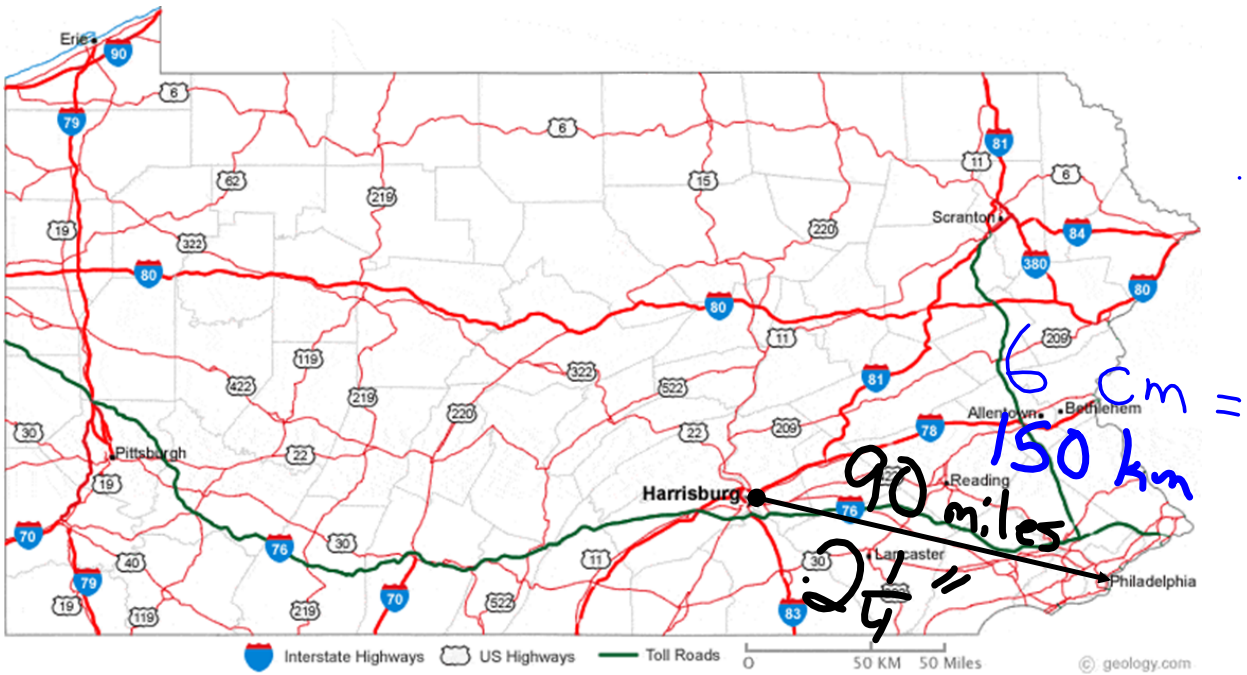 Erie
90
6
79
6
81
11
6
62
15
219
Scranton
19
220
84
322
380
80
80
80
6 cm =
150 km
11
209
119
322
81
422
522
219
220
Allentown
Bethlehem
78
209
30
22
22
Pittsburgh
90 miles
Reading
19
Harrisburg
76
70
76
30
2 1/4 "
30
Lancaster
11
40
79
Philadelphia
70
522
19
119
219
83
Interstate Highways
US Highways
Toll Roads
0
50 KM
50 Miles
© geology.com